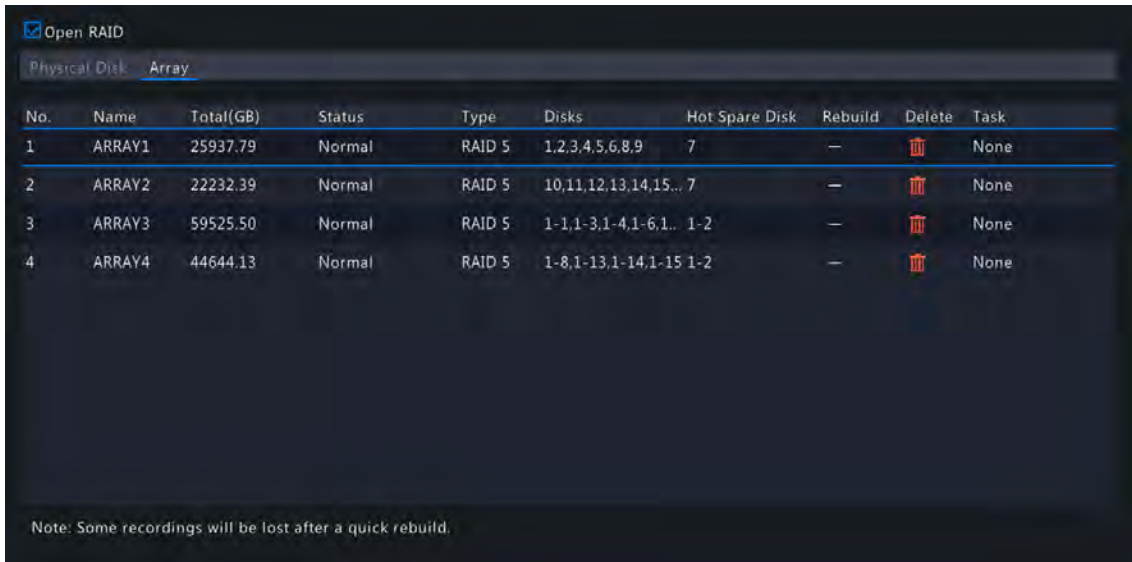 Open RAID
Physical Disk Array
No. Name Total(GB) Status Type Disks Hot Spare Disk Rebuild Delete Task
1 ARRAY1 25937.79 Normal RAID 5 1,2,3,4,5,6,8,9 7 — None
2 ARRAY2 22232.39 Normal RAID 5 10,11,12,13,14,15... 7 — None
3 ARRAY3 59525.50 Normal RAID 5 1-1,1-3,1-4,1-6,1.. 1-2 — None
4 ARRAY4 44644.13 Normal RAID 5 1-8,1-13,1-14,1-15 1-2 — None
Note: Some recordings will be lost after a quick rebuild.